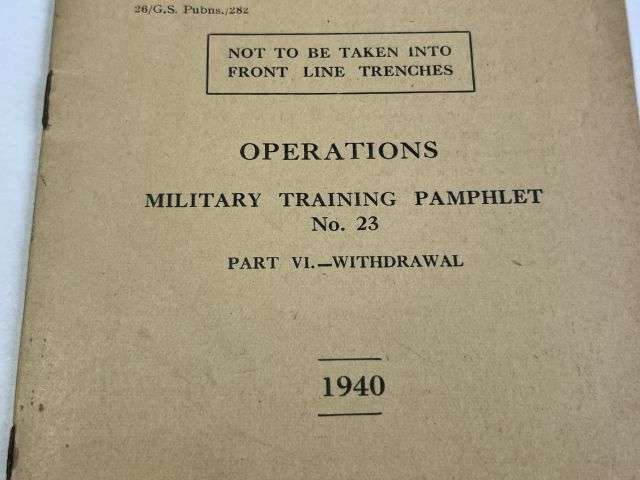 26/G.S. Pubns./282
NOT TO BE TAKEN INTO
FRONT LINE TRENCHES
OPERATIONS
MILITARY TRAINING PAMPHLET
No. 23
PART VI.—WITHDRAWAL
1940